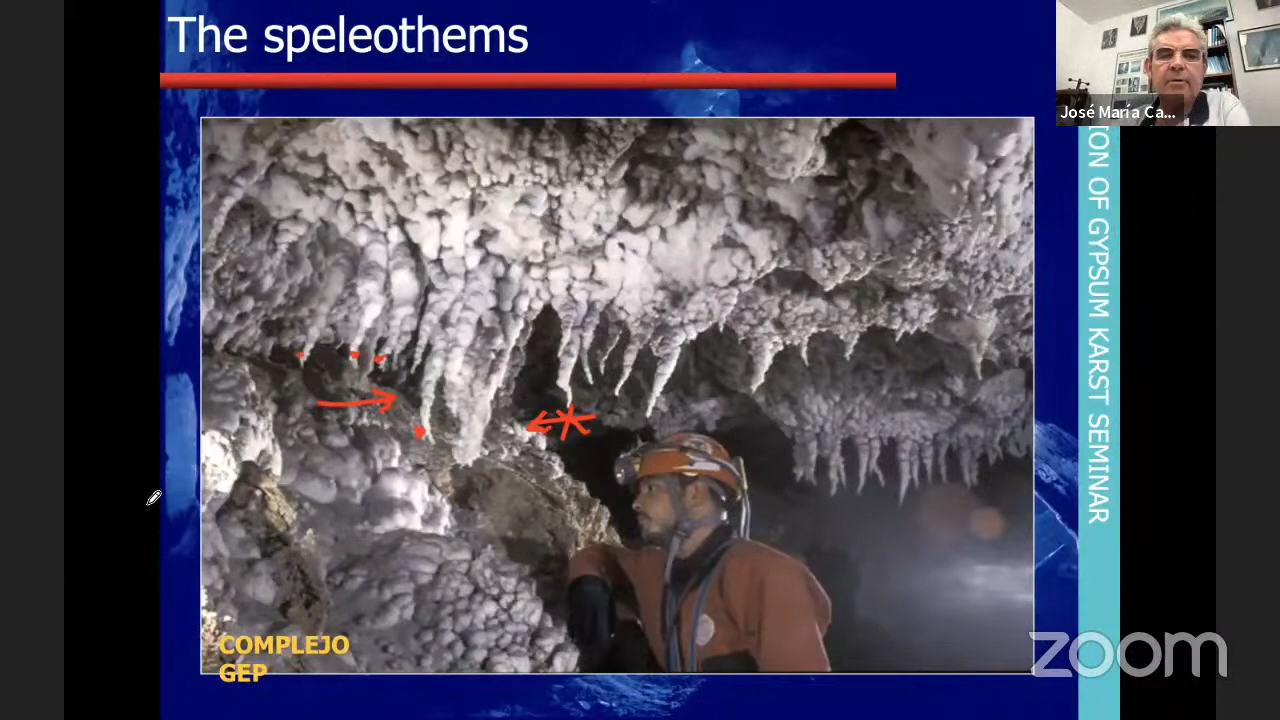 The speleothems
José María Ca...
ION OF GYPSUM KARST SEMINAR
COMPLEJO
GEP
zoom